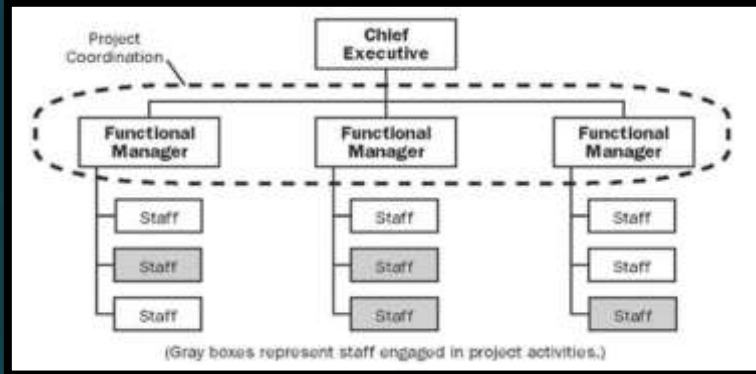 Project
Coordination
Chief
Executive
Functional
Manager
Functional
Manager
Functional
Manager
Staff
Staff
Staff
Staff
Staff
Staff
Staff
Staff
Staff
(Gray boxes represent staff engaged in project activities.)